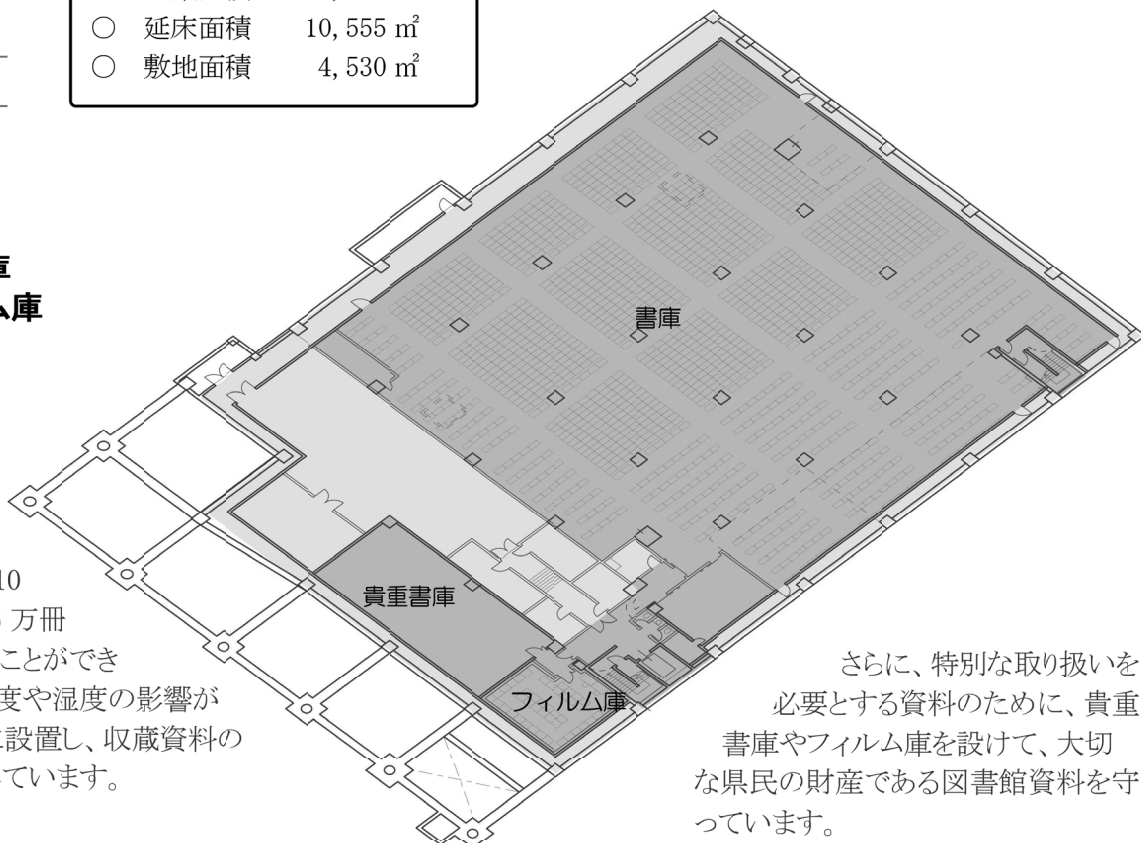 ○ 延床面積 10,555 ㎡
○ 敷地面積 4,530 ㎡
庫
ム庫
書庫
貴重書庫
フィルム庫
10
万冊
ことができ
度や湿度の影響が
設置し、収蔵資料の
ています。
さらに、特別な取り扱いを
必要とする資料のために、貴重
書庫やフィルム庫を設けて、大切
な県民の財産である図書館資料を守
っています。